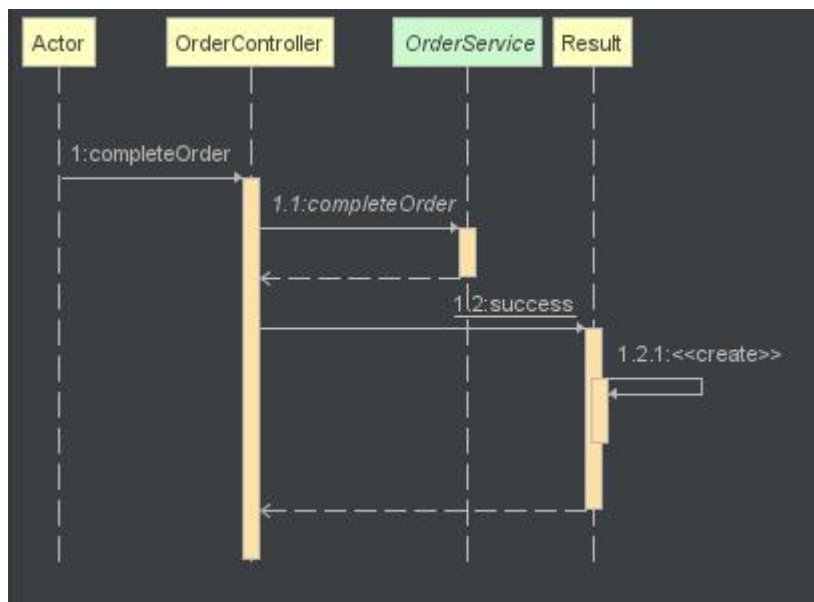 Actor
OrderController
OrderService
Result
1:completeOrder
1.1:completeOrder
1.2:success
1.2.1:<<create>>